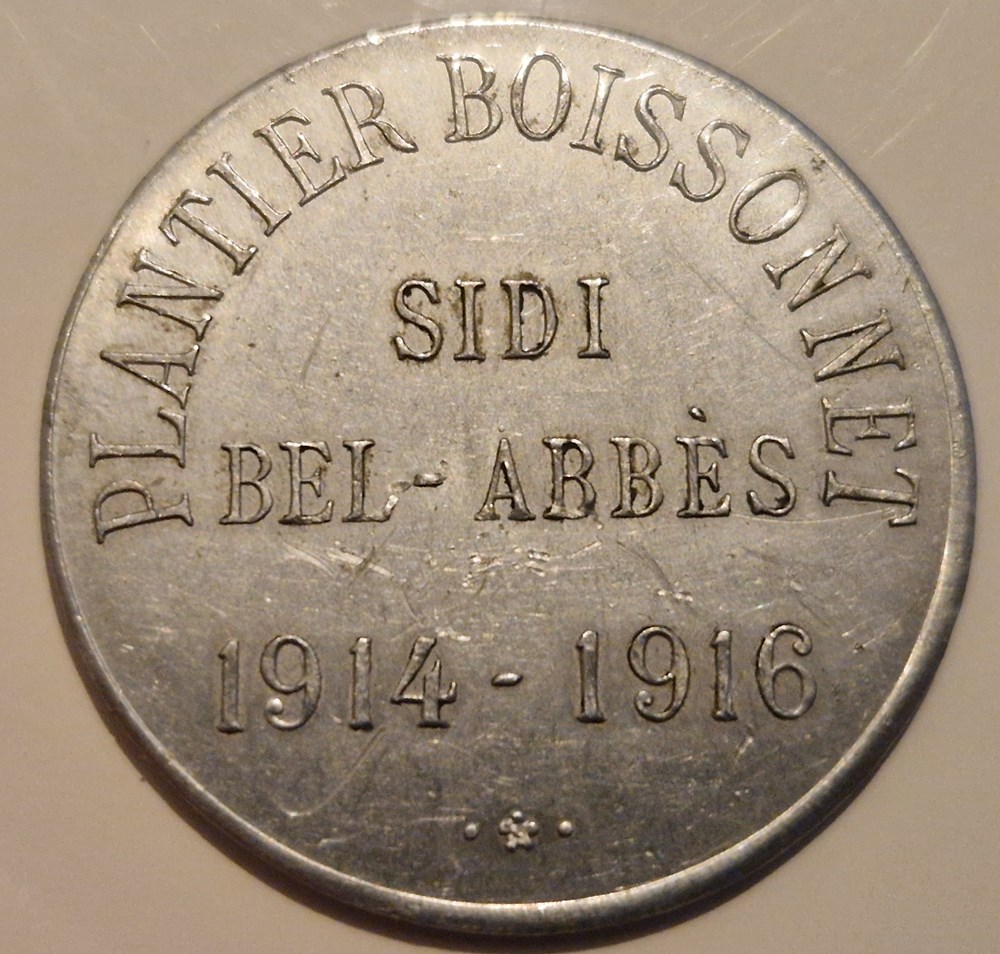 PLANTIER BOISSONNET
SIDI
BEL-ABBÈS
1914-1916